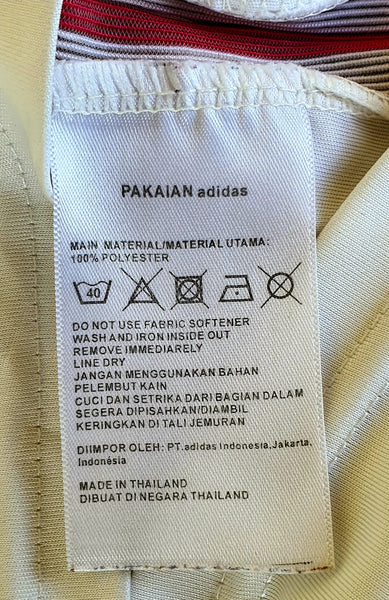 PAKAIAN adidas
MAIN MATERIAL/MATERIAL UTAMA:
100% POLYESTER
40
DO NOT USE FABRIC SOFTENER
WASH AND IRON INSIDE OUT
REMOVE IMMEDIARELY
LINE DRY
JANGAN MENGGUNAKAN BAHAN
PELEMBUT KAIN
CUCI DAN SETRIKA DARI BAGIAN DALAM
SEGERA DIPISAHKAN/DIAMBIL
KERINGKAN DI TALI JEMURAN
DIIMPOR OLEH: PT.adidas Indonesia,Jakarta,
Indonésia
MADE IN THAILAND
DIBUAT DI NEGARA THAILAND